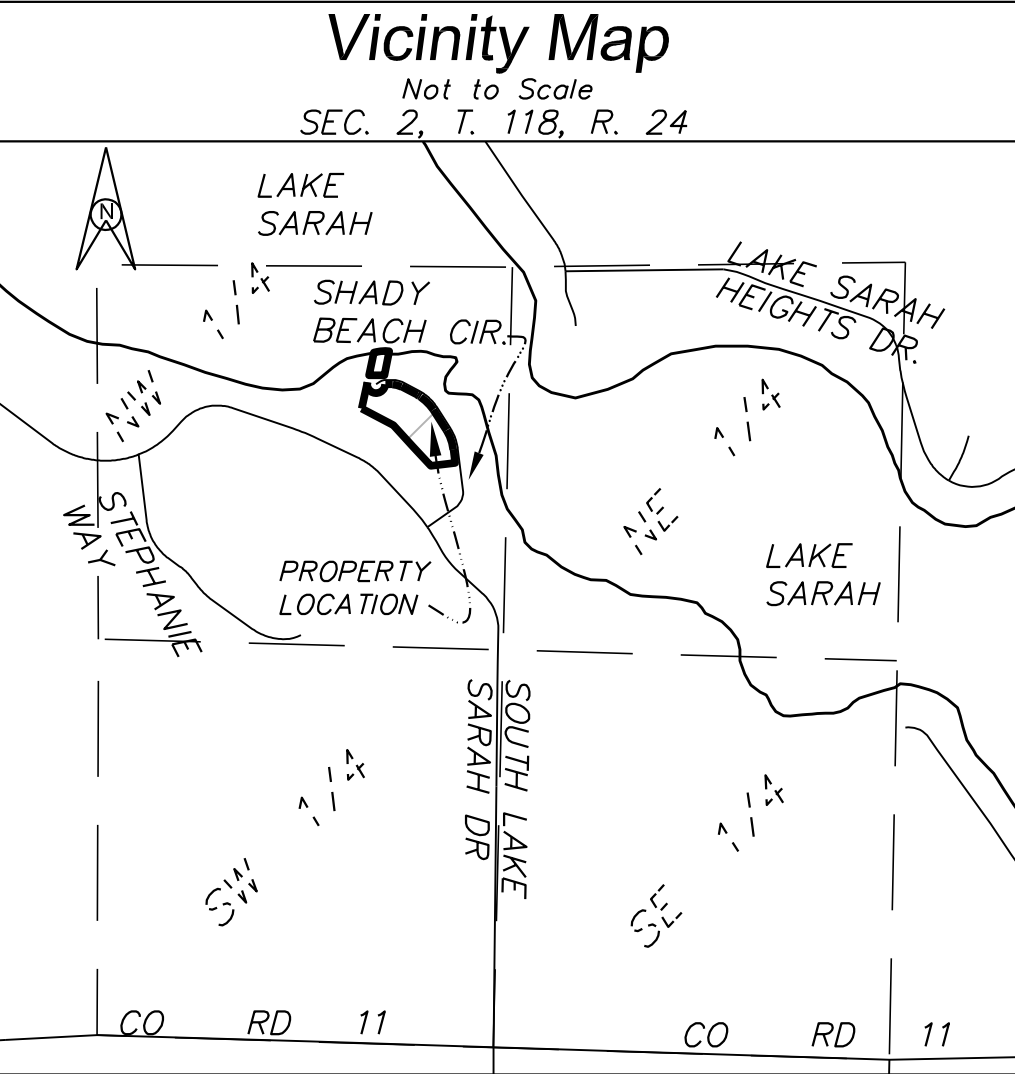 Vicinity Map
Not to Scale
SEC. 2, T. 118, R. 24
N
LAKE
SARAH
SHADY
BEACH CIR.
LAKE SARAH
HEIGHTS DR.
NW 1/4
NE 1/4
STEPHANIE
WAY
PROPERTY
LOCATION
LAKE
SARAH
SOUTH LAKE
SARAH DR
SW 1/4
SE 1/4
CO RD 11
CO RD 11